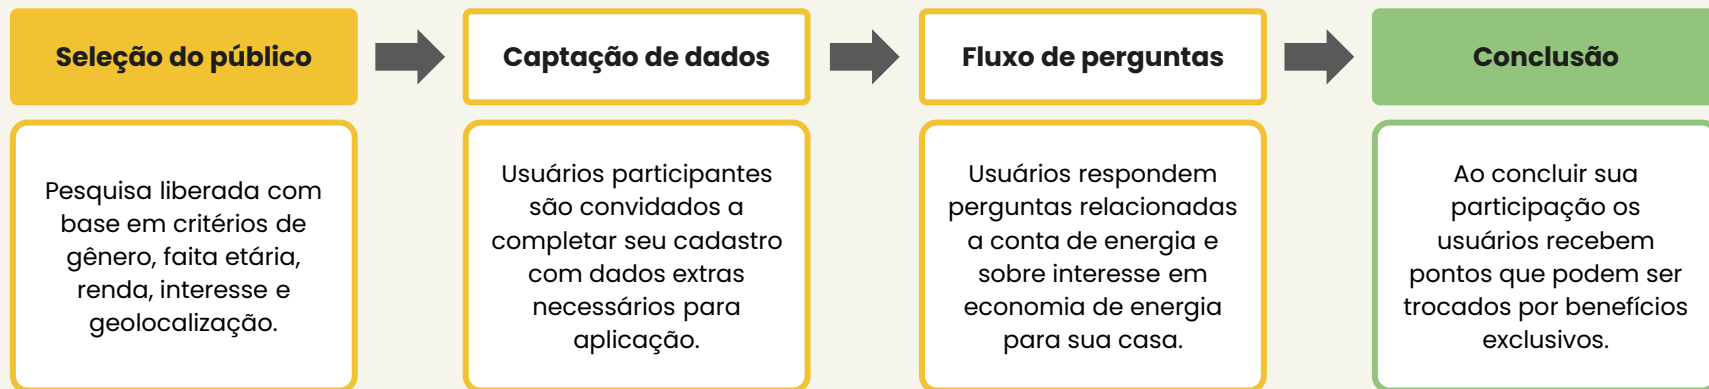 Seleção do público
Captação de dados
Fluxo de perguntas
Conclusão
Pesquisa liberada com
base em critérios de
gênero, faita etária,
renda, interesse e
geolocalização.
Usuários participantes
são convidados a
completar seu cadastro
com dados extras
necessários para
aplicação.
Usuários respondem
perguntas relacionadas
a conta de energia e
sobre interesse em
economia de energia
para sua casa.
Ao concluir sua
participação os
usuários recebem
pontos que podem ser
trocados por benefícios
exclusivos.